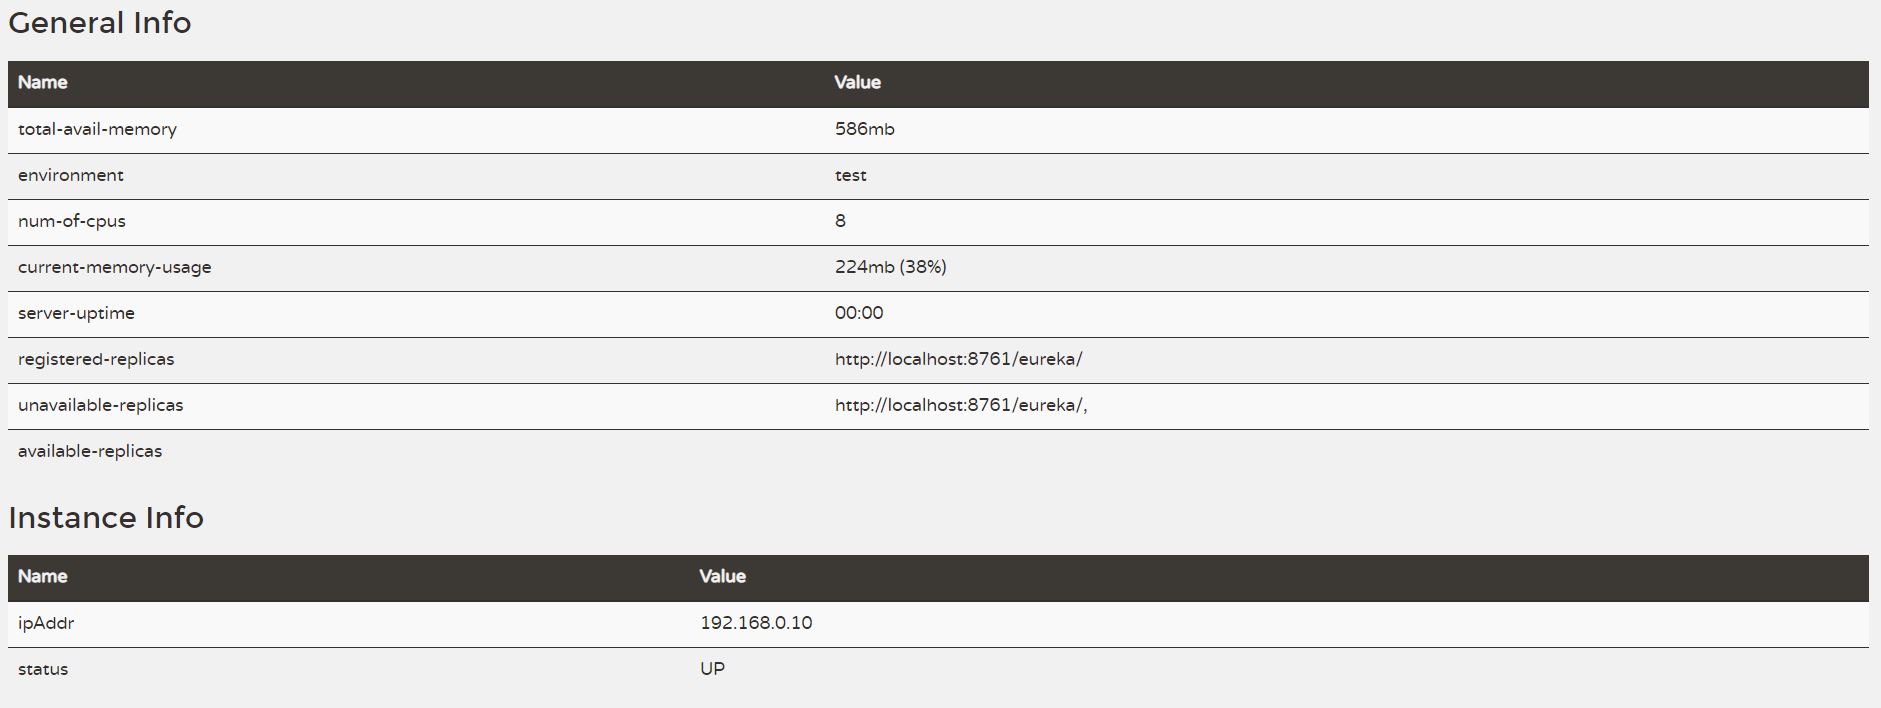 General Info
Name Value
total-avail-memory 586mb
environment test
num-of-cpus 8
current-memory-usage 224mb (38%)
server-uptime 00:00
registered-replicas http://localhost:8761/eureka/
unavailable-replicas http://localhost:8761/eureka/,
available-replicas
Instance Info
Name Value
ipAddr 192.168.0.10
status UP